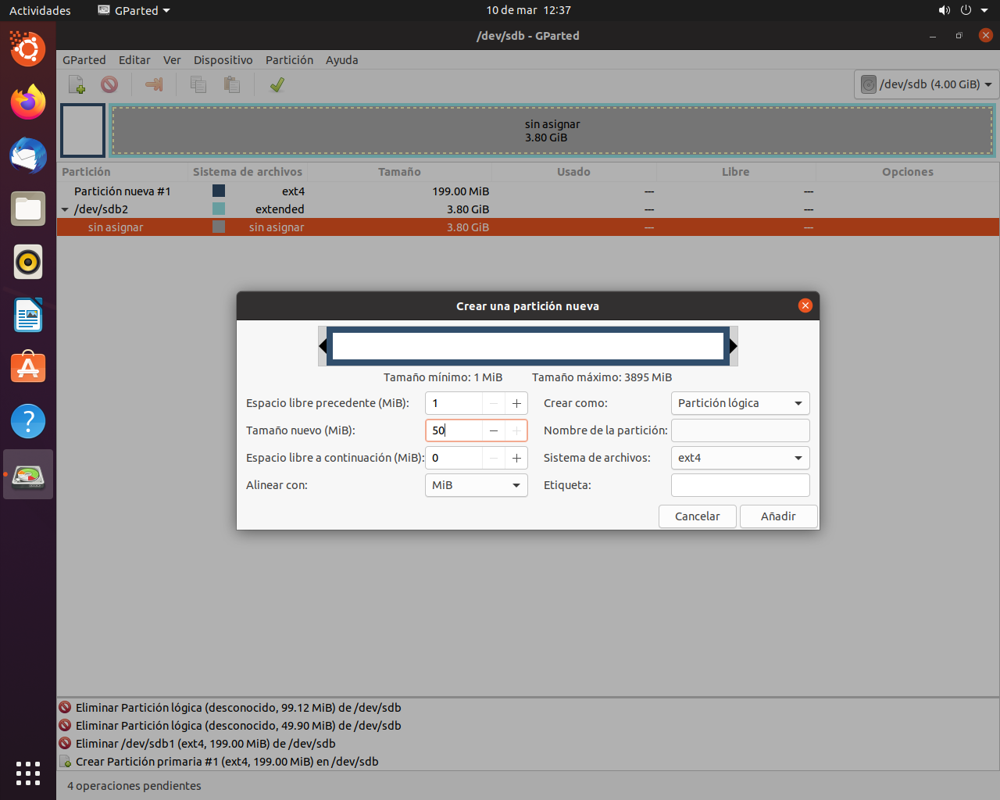 Actividades GParted 10 de mar 12:37
/dev/sdb - GParted
GParted Editar Ver Dispositivo Partición Ayuda
/dev/sdb (4.00 GiB)
sin asignar
3.80 GiB
Partición Sistema de archivos Tamaño Usado Libre Opciones
Partición nueva #1 ext4 199.00 MiB --- ---
/dev/sdb2 extended 3.80 GiB --- ---
sin asignar sin asignar 3.80 GiB --- ---
Crear una partición nueva
Tamaño mínimo: 1 MiB Tamaño máximo: 3895 MiB
Espacio libre precedente (MiB): 1 Crear como: Partición lógica
Tamaño nuevo (MiB): 50 Nombre de la partición:
Espacio libre a continuación (MiB): 0 Sistema de archivos: ext4
Alinear con: MiB Etiqueta:
Cancelar Añadir
Eliminar Partición lógica (desconocido, 99.12 MiB) de /dev/sdb
Eliminar Partición lógica (desconocido, 49.90 MiB) de /dev/sdb
Eliminar /dev/sdb1 (ext4, 199.00 MiB) de /dev/sdb
Crear Partición primaria #1 (ext4, 199.00 MiB) en /dev/sdb
4 operaciones pendientes